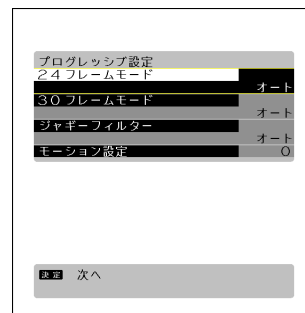 プログレッシブ設定
24フレームモード
オート
30フレームモード
オート
ジャギーフィルター
オート
モーション設定
0
決定 次へ